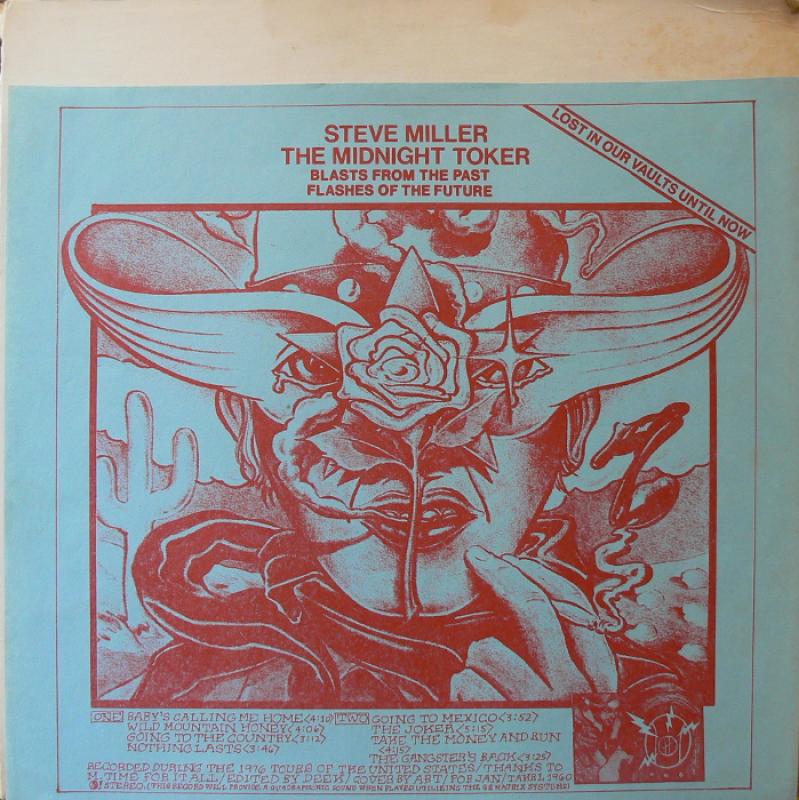 STEVE MILLER
THE MIDNIGHT TOKER
BLASTS FROM THE PAST
FLASHES OF THE FUTURE
LOST IN OUR VAULTS UNTIL NOW
ONE BABY'S CALLING ME HOME<4:10>
WILD MOUNTAIN HONEY<4:06>
GOING TO THE COUNTRY<3:12>
NOTHING LASTS<3:46>
TWO GOING TO MEXICO<3:52>
THE JOKER<5:15>
TAKE THE MONEY AND RUN
<4:15>
THE GANGSTER'S BACK<3:25>
RECORDED DURING THE 1976 TOURS OF THE UNITED STATES/THANKS TO
M. TIME FOR IT ALL/EDITED BY DEEK/COVER BY ART/FOR JAN/TAKRL 1960
STEREO. (THIS RECORD WILL PROVIDE A QUADRAPHONIC SOUND WHEN PLAYED UTILIZING THE QS MATRIX SYSTEMS)